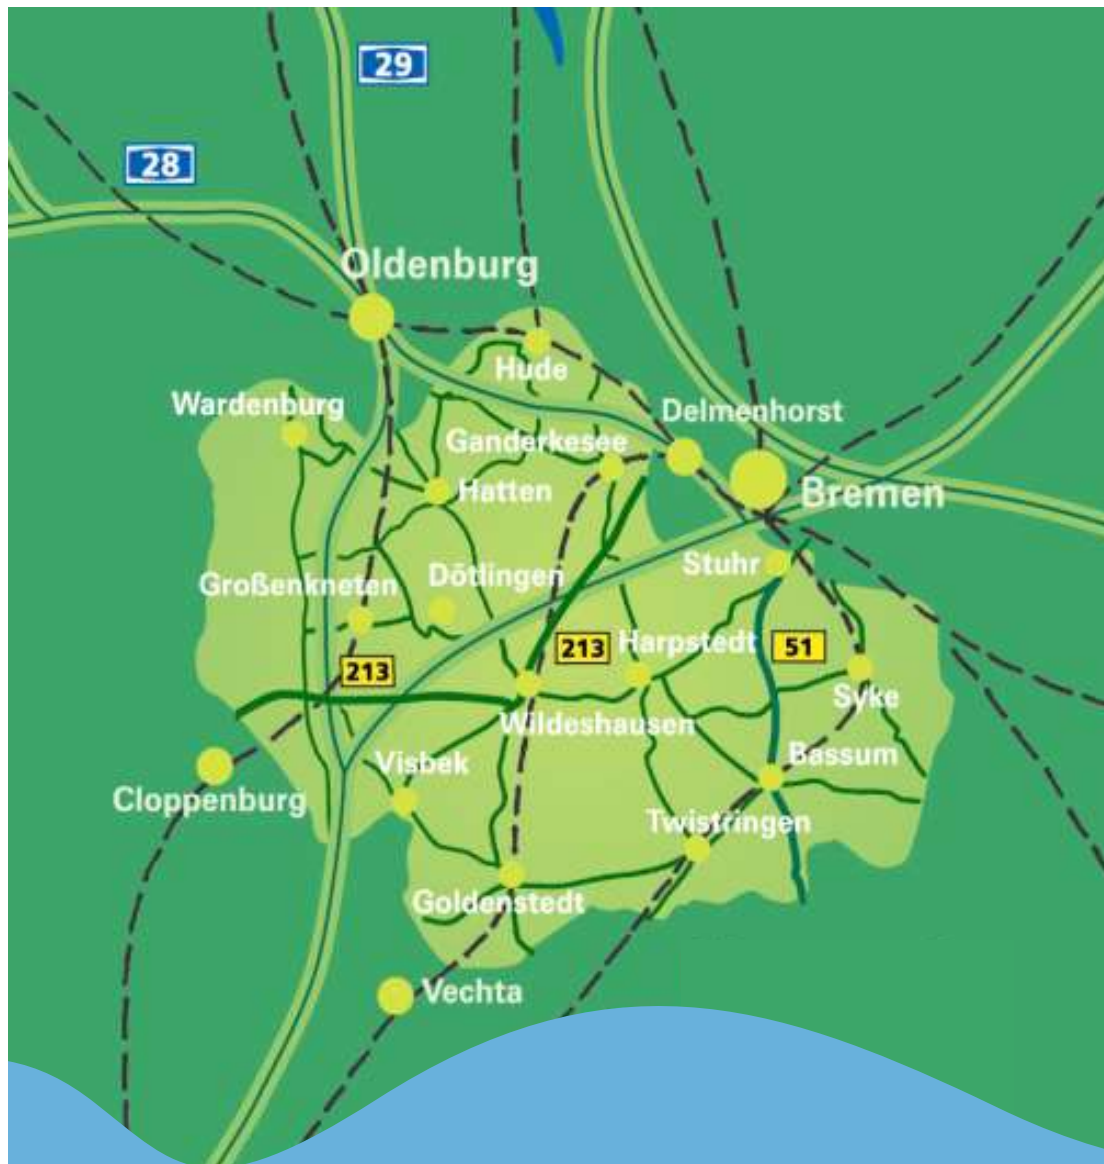 29
28
Oldenburg
Hude
Wardenburg
Delmenhorst
Ganderkesee
Hatten
Bremen
Stuhr
Dötlingen
Großenkneten
Harpstedt
213
51
213
Syke
Wildeshausen
Bassum
Visbek
Cloppenburg
Twistringen
Goldenstedt
Vechta